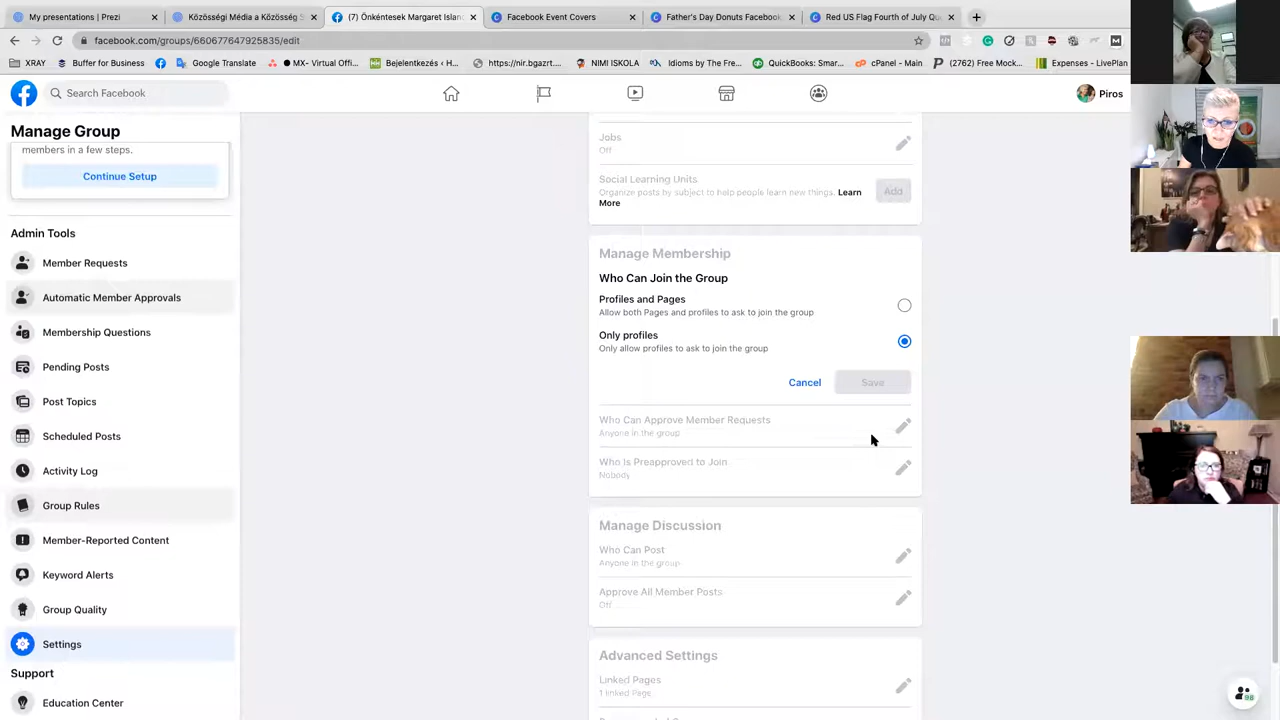 My presentations | Prezi
Közösségi Média a Közösség S
(17) Önkéntesek Margaret Islan
Facebook Event Covers
Father's Day Donuts Facebook
Red US Flag Fourth of July Qu
facebook.com/groups/660677647925835/edit
XRAY
Buffer for Business
Google Translate
MX- Virtual Offi...
Bejelentkezés ‹ H...
https://nir.bgazrt....
NIMI ISKOLA
Idioms by The Fre...
QuickBooks: Smar...
cPanel - Main
(2762) Free Mock...
Expenses - LivePlan
Search Facebook
Piros
Manage Group
members in a few steps.
Continue Setup
Admin Tools
Member Requests
Automatic Member Approvals
Membership Questions
Pending Posts
Post Topics
Scheduled Posts
Activity Log
Group Rules
Member-Reported Content
Keyword Alerts
Group Quality
Settings
Support
Education Center
Jobs
Off
Social Learning Units
Organize posts by subject to help people learn new things. Learn
More
Add
Manage Membership
Who Can Join the Group
Profiles and Pages
Allow both Pages and profiles to ask to join the group
Only profiles
Only allow profiles to ask to join the group
Cancel
Save
Who Can Approve Member Requests
Anyone in the group
Who Is Preapproved to Join
Nobody
Manage Discussion
Who Can Post
Anyone in the group
Approve All Member Posts
Off
Advanced Settings
Linked Pages
1 linked Page